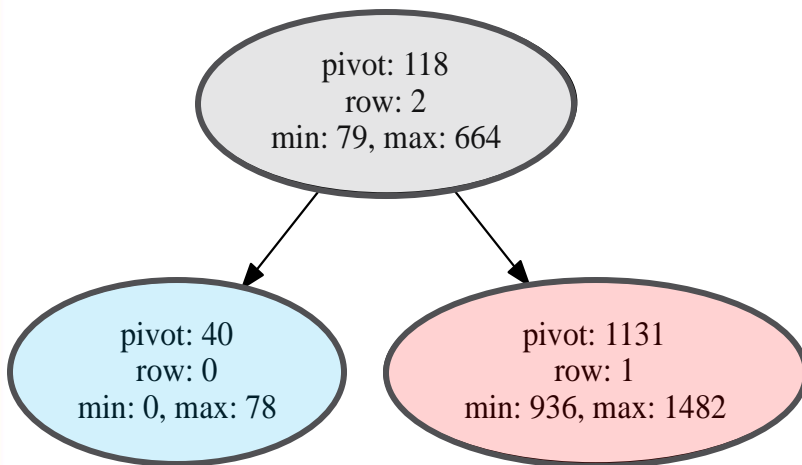 pivot: 118
row: 2
min: 79, max: 664
pivot: 40
row: 0
min: 0, max: 78
pivot: 1131
row: 1
min: 936, max: 1482